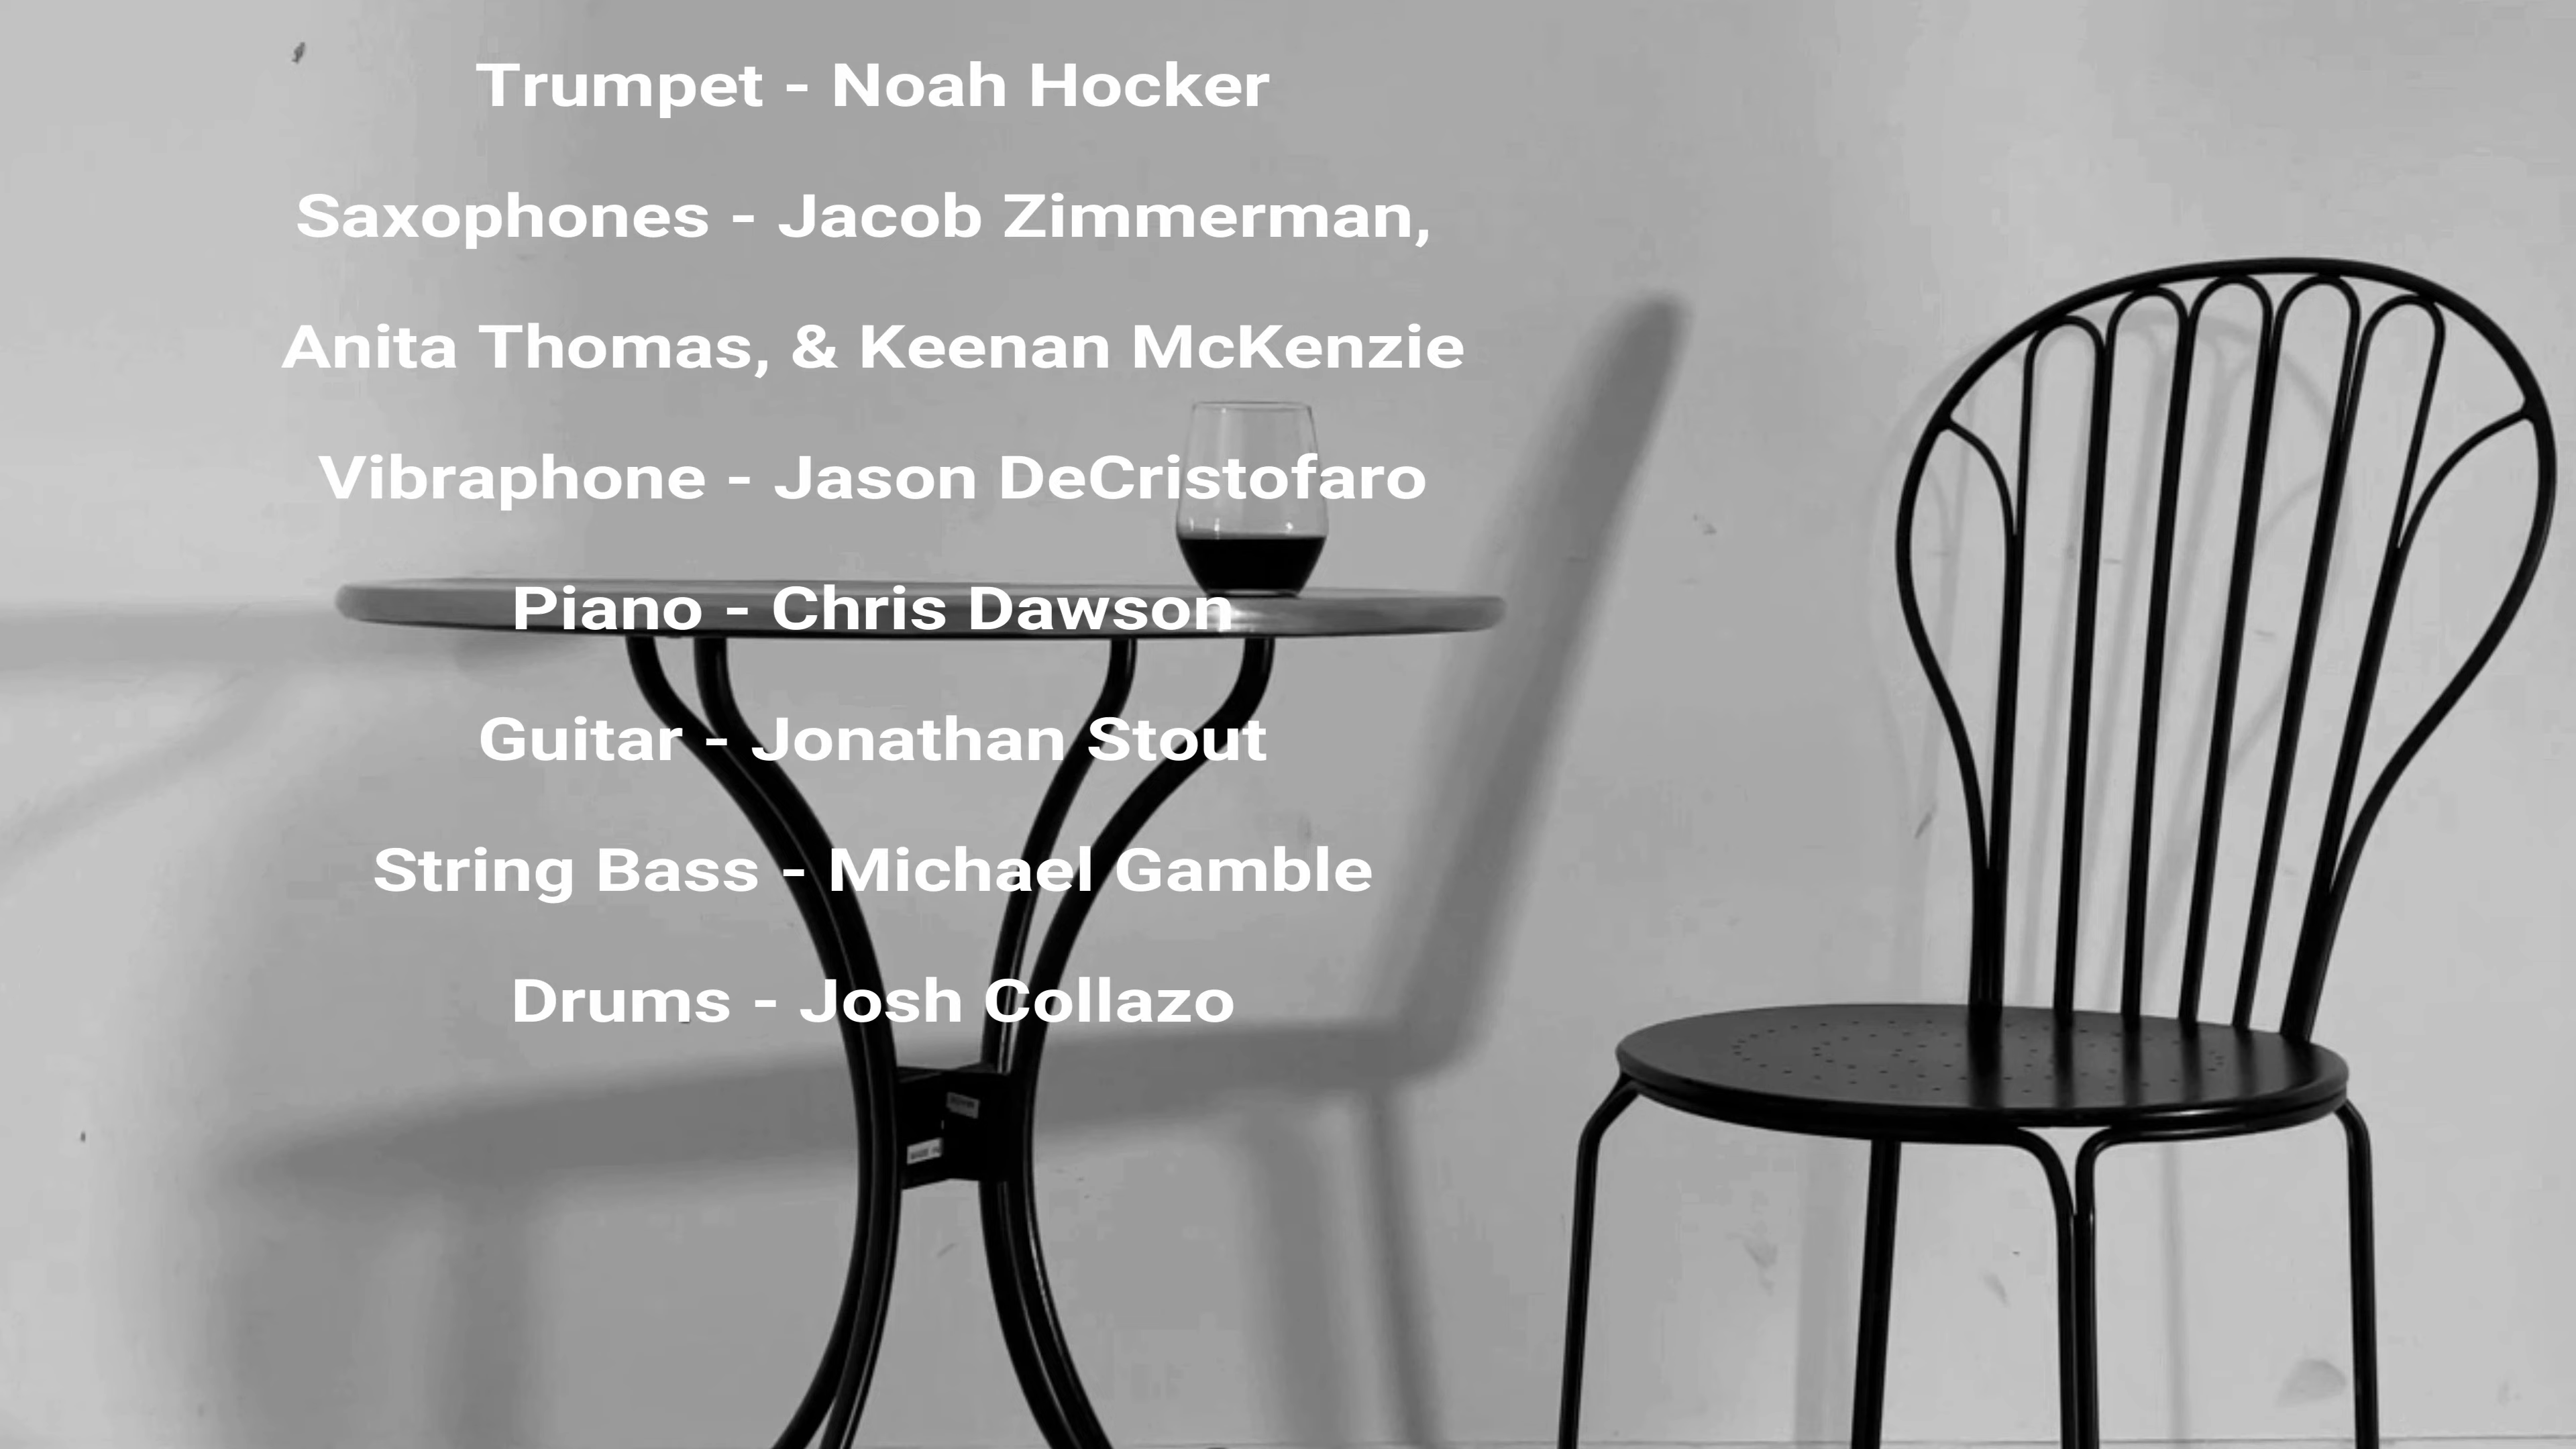 Trumpet - Noah Hocker
Saxophones - Jacob Zimmerman,
Anita Thomas, & Keenan McKenzie
Vibraphone - Jason DeCristofaro
Piano - Chris Dawson
Guitar - Jonathan Stout
String Bass - Michael Gamble
Drums - Josh Collazo